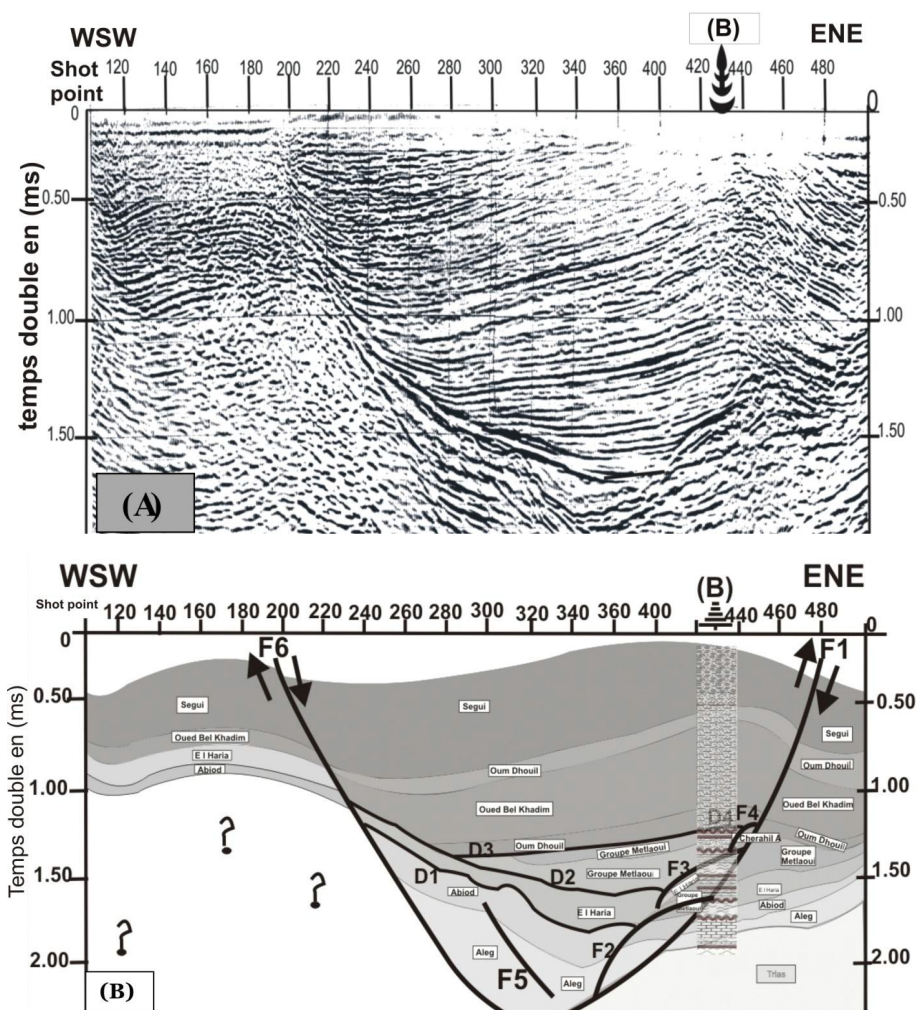 (B)
WSW ENE
Shot point 120 140 160 180 200 220 240 260 280 300 320 340 360 380 400 420 440 460 480
0 0
0.50 0.50
1.00 1.00
1.50 1.50
temps double en (ms)
(A)
WSW (B) ENE
Shot point 120 140 160 180 200 220 240 260 280 300 320 340 360 380 400 440 460 480
0 0
F6 F1
0.50 0.50
Segui Segui Segui
Oued Bel Khadim Oum Dhouil Oum Dhouil
E l Haria
Abiod
1.00 1.00
Oued Bel Khadim Oued Bel Khadim
D4 F4
Cherahil A Oum Dhouil
D3 Oum Dhouil Groupe Metlaoui Groupe Metlaoui
1.50 1.50
D1 D2 Groupe Metlaoui F3
Abiod E l Haria Groupe E l Haria
E l Haria Abiod
Aleg
Aleg F2
2.00 2.00
F5 Aleg Trias
Temps double en (ms)
(B)